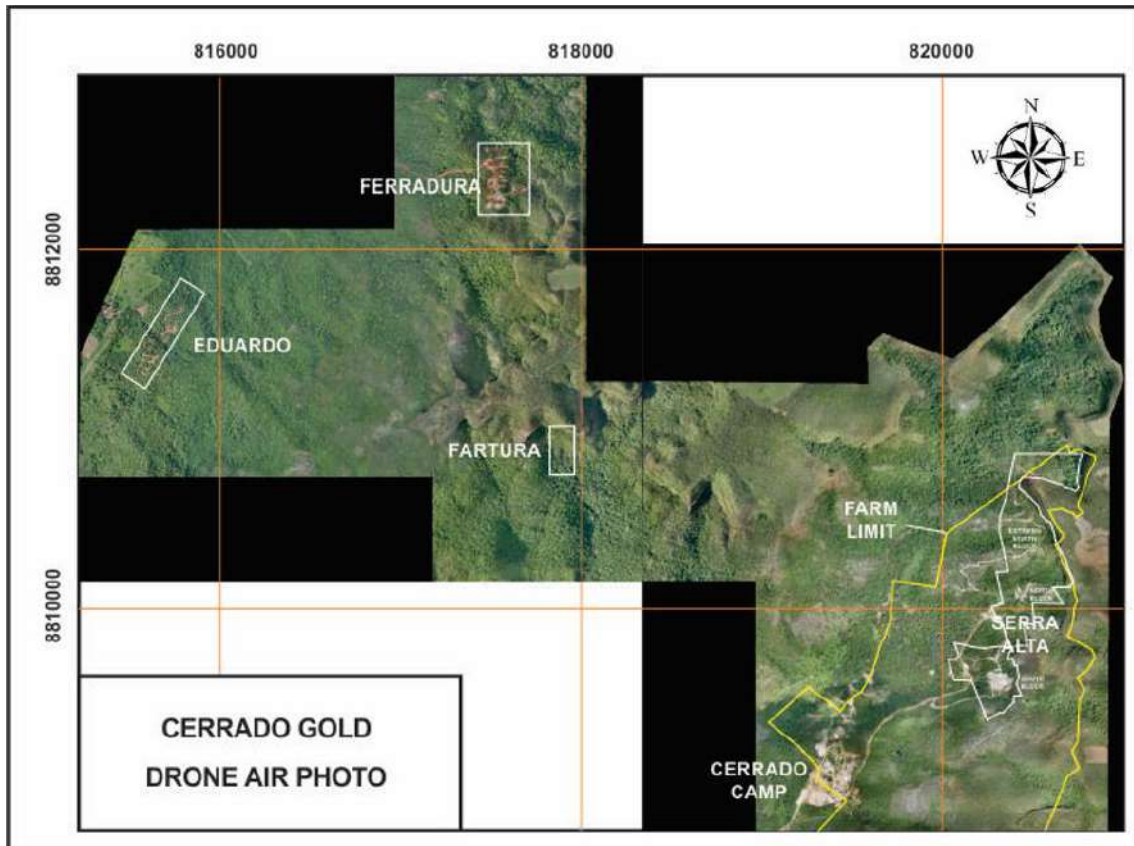 816000
818000
820000
N
W
E
S
8812000
8810000
FERRADURA
EDUARDO
FARTURA
FARM
LIMIT
SERRA
ALTA
CERRADO
CAMP
CERRADO GOLD
DRONE AIR PHOTO